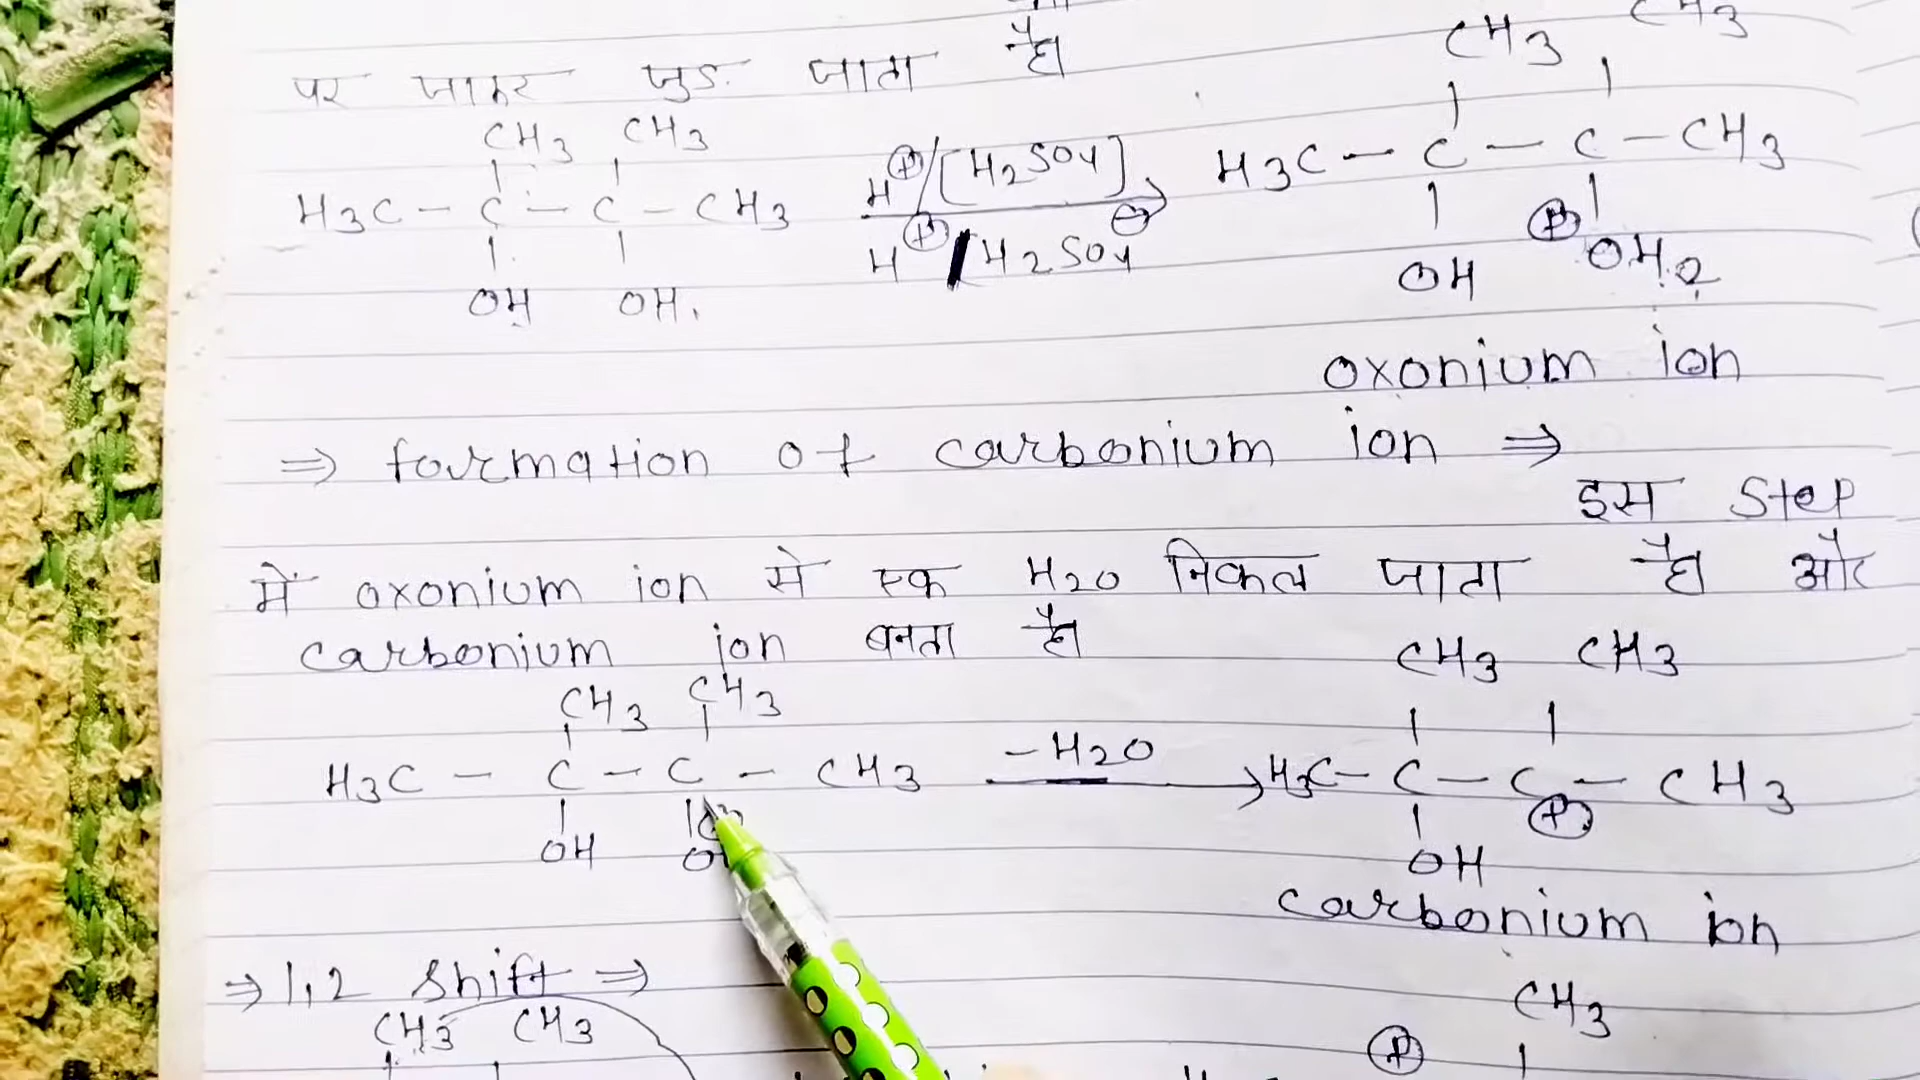 पर जाकर जुड़ जाता है
CH3 CH3
H3C - C - C - CH3
OH OH.
H⊕/[H2SO4]
H⊕/H2SO4⊖
CH3 CH3
H3C - C - C - CH3
OH ⊕OH2
oxonium ion
⇒ formation of carbonium ion ⇒
इस Step
में oxonium ion से एक H2O निकल जाता है और
carbonium ion बनता है
CH3 CH3
H3C - C - C - CH3
OH
-H2O
CH3 CH3
H3C - C - C - CH3
OH ⊕
carbonium ion
⇒ 1,2 Shift ⇒
CH3 CH3
CH3
⊕